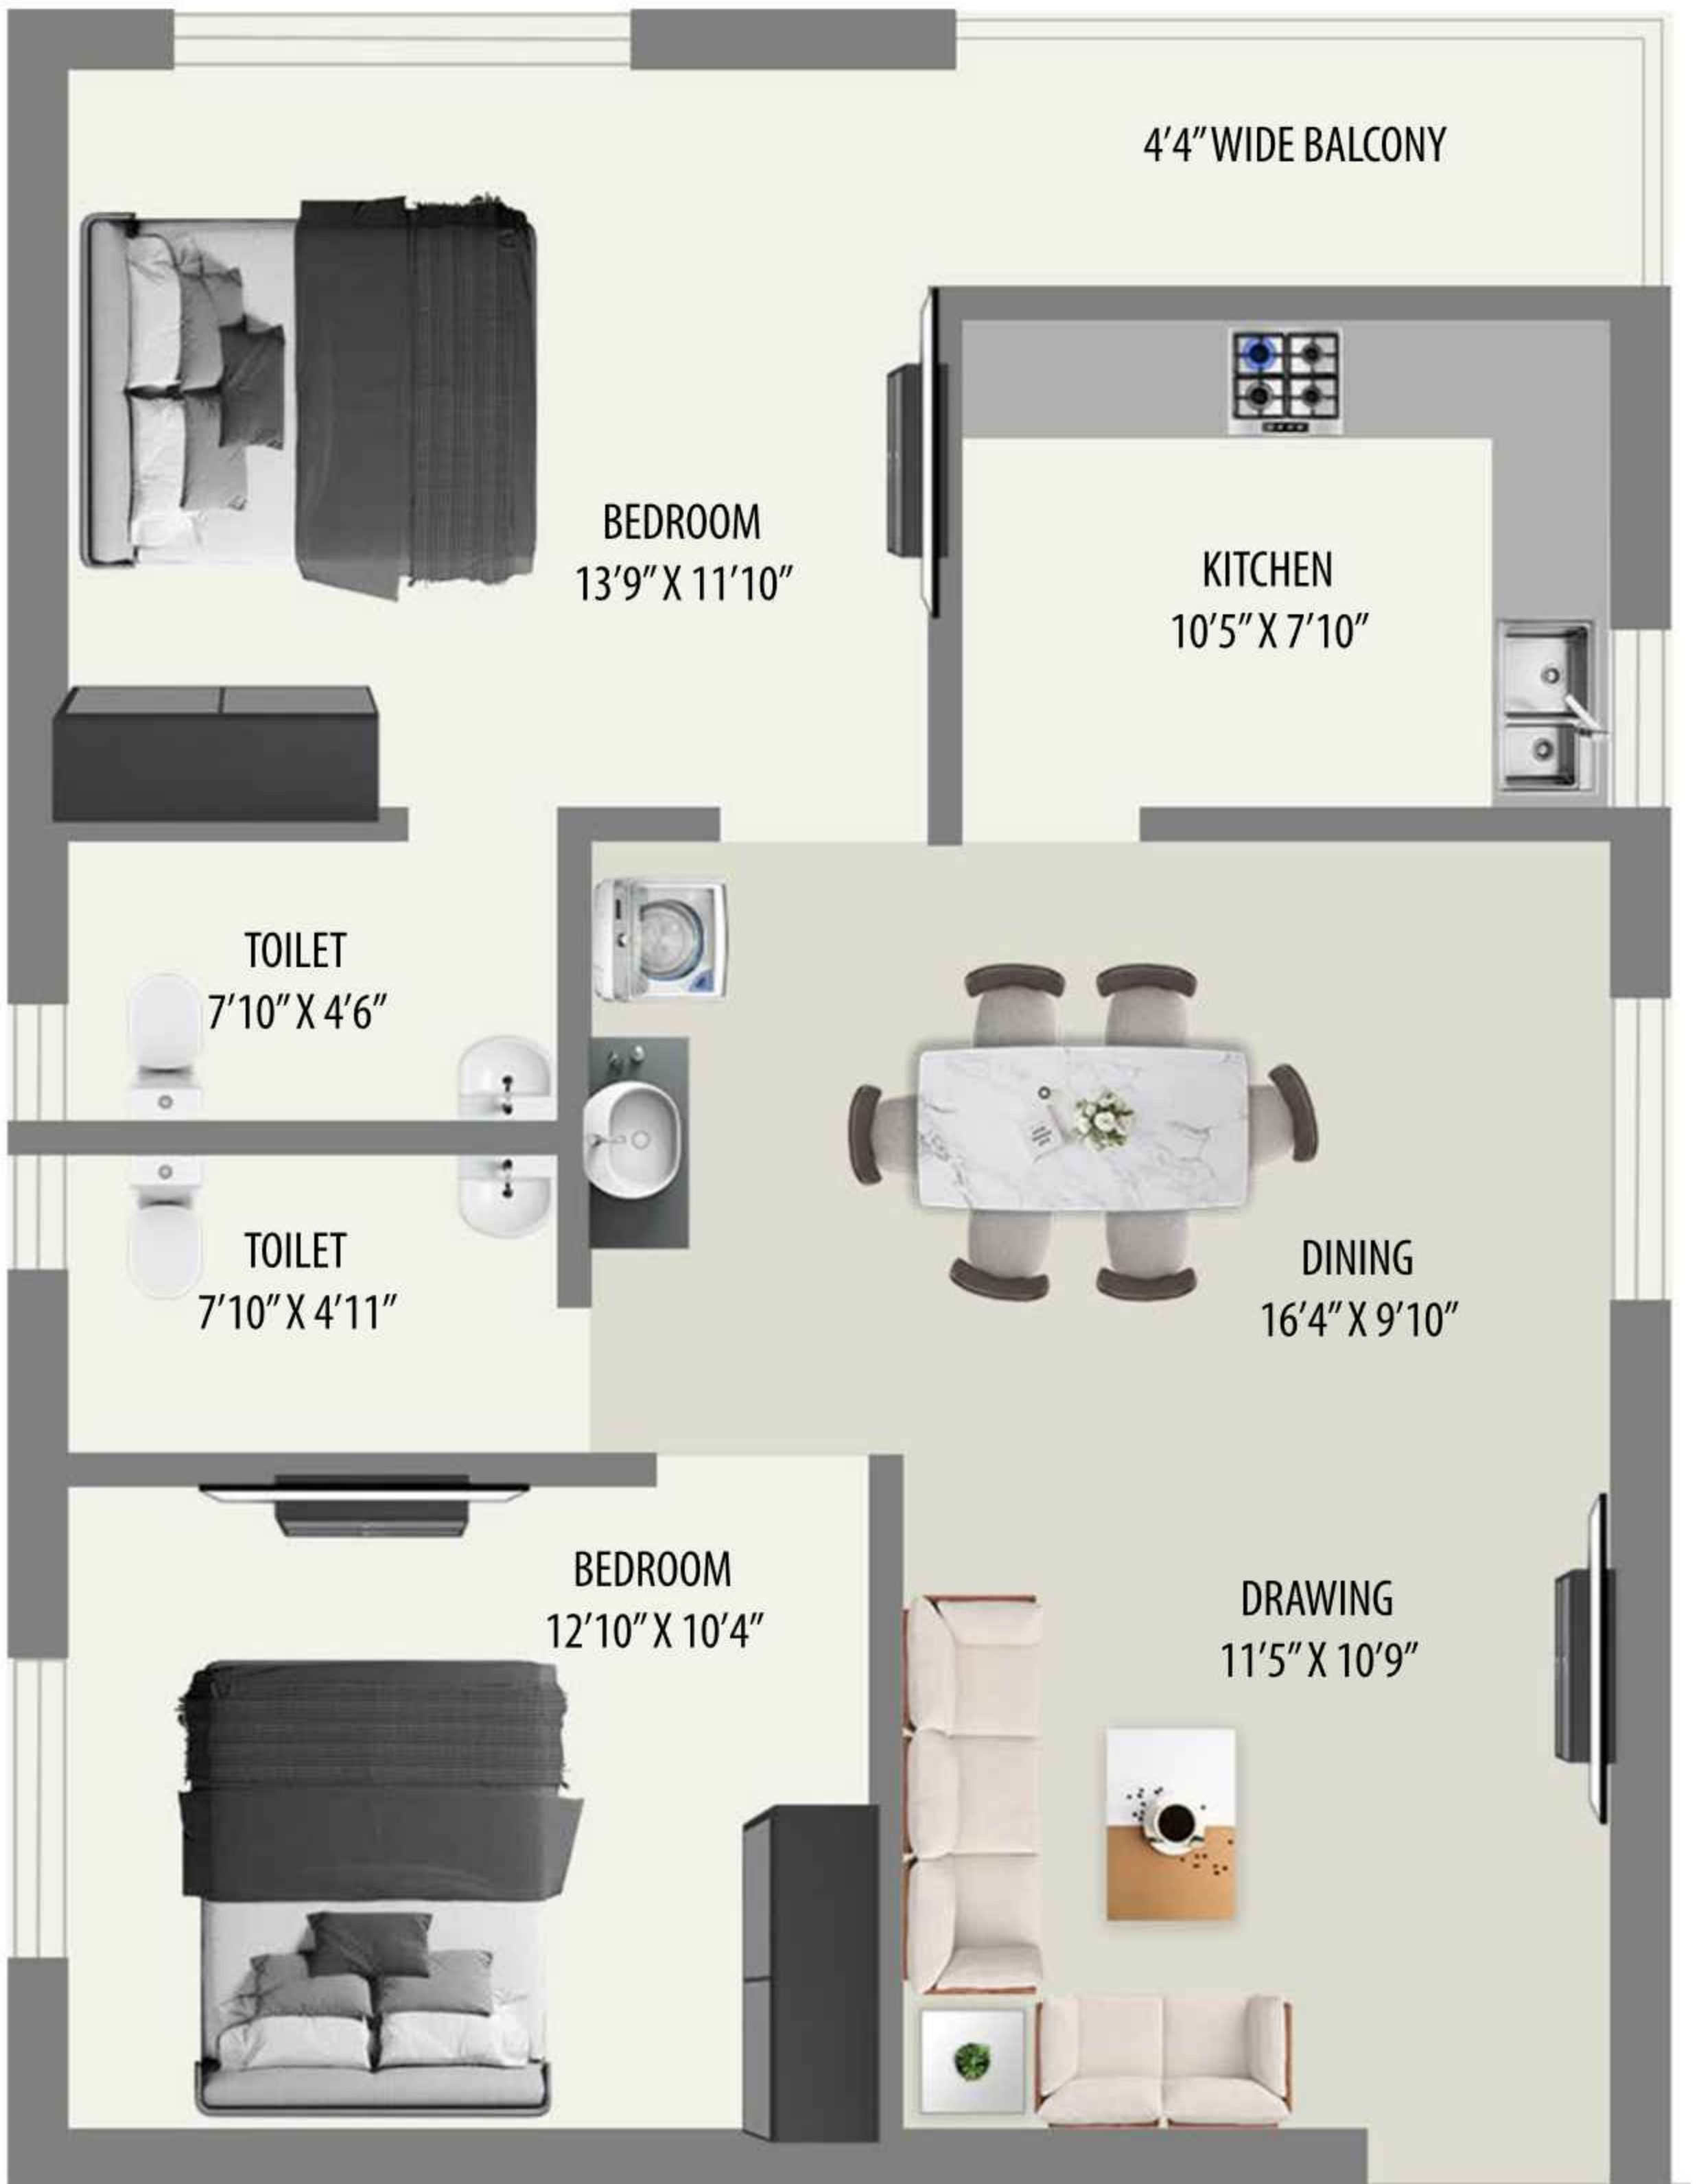 4'4" WIDE BALCONY
BEDROOM
13'9" X 11'10"
KITCHEN
10'5" X 7'10"
TOILET
7'10" X 4'6"
TOILET
7'10" X 4'11"
DINING
16'4" X 9'10"
BEDROOM
12'10" X 10'4"
DRAWING
11'5" X 10'9"